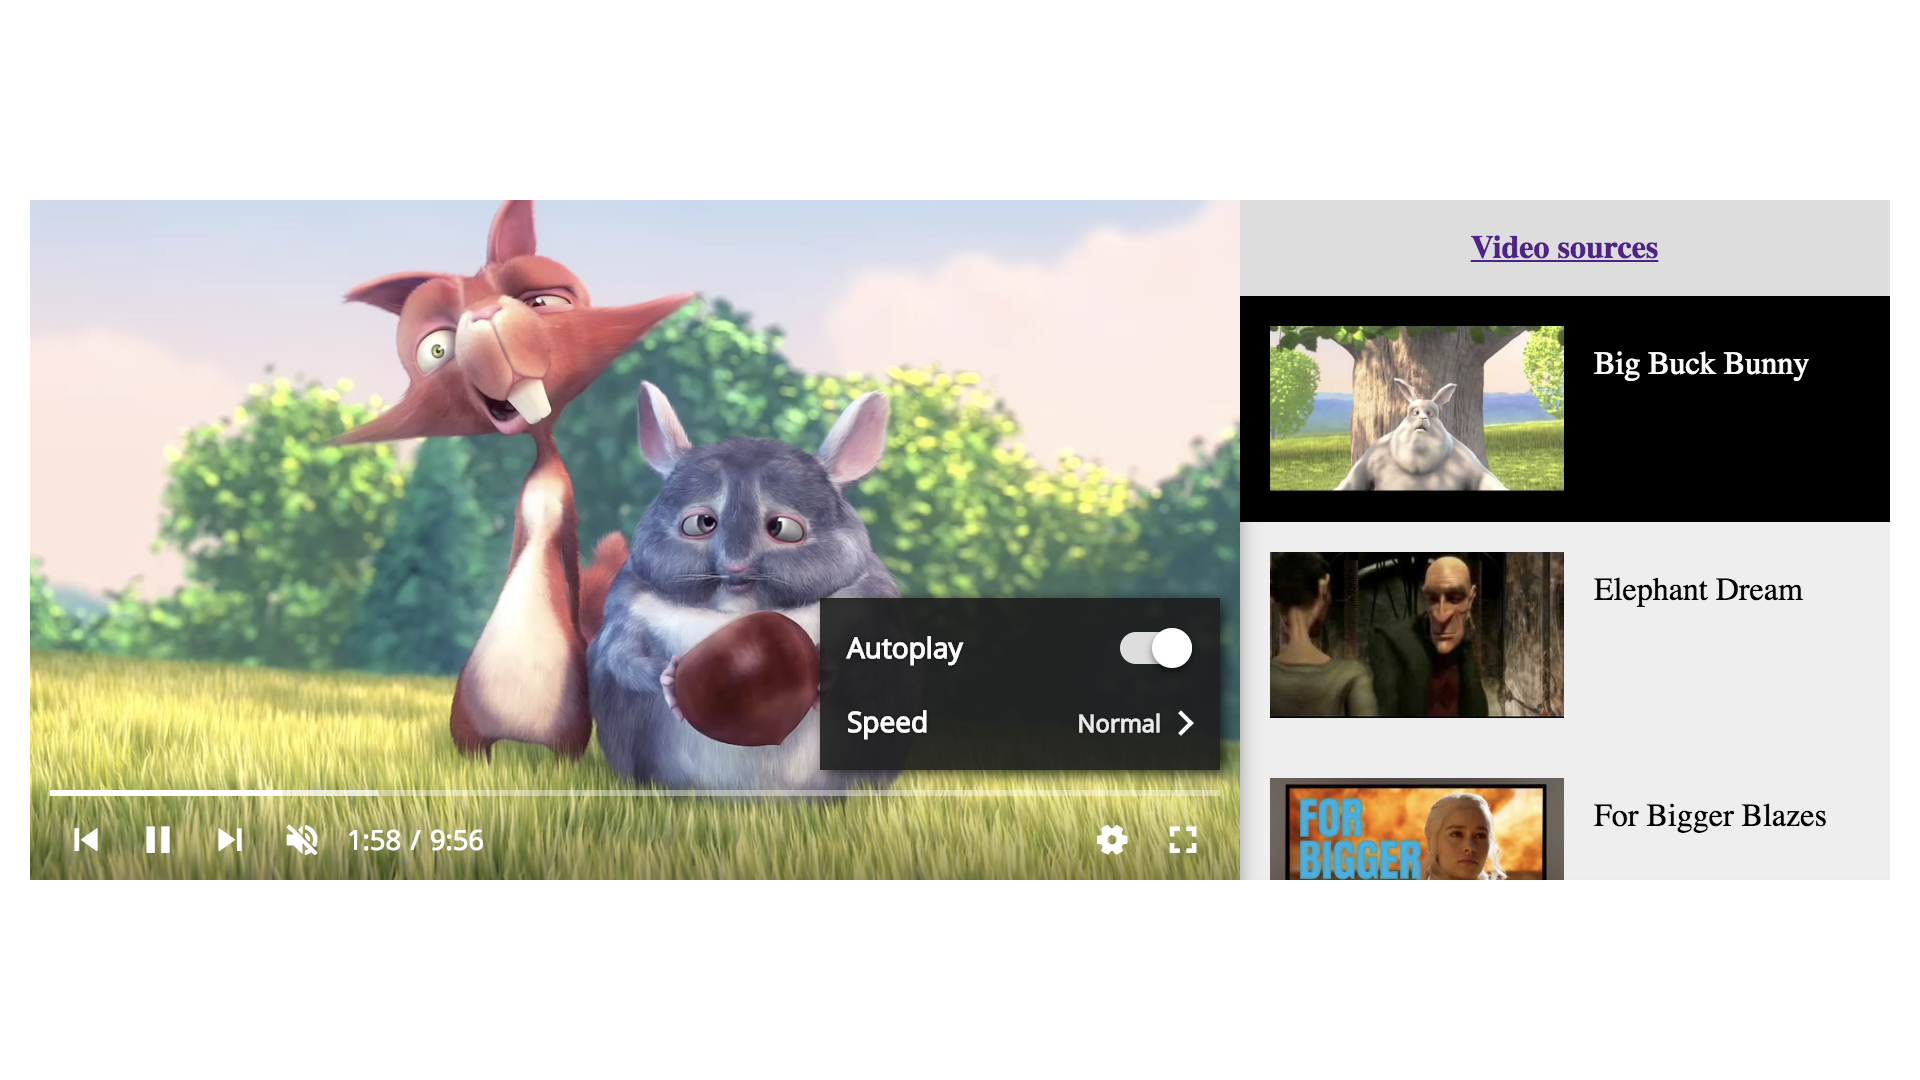 Video sources
Big Buck Bunny
Elephant Dream
For Bigger Blazes
FOR
BIGGER
Autoplay
Speed Normal
1:58 / 9:56